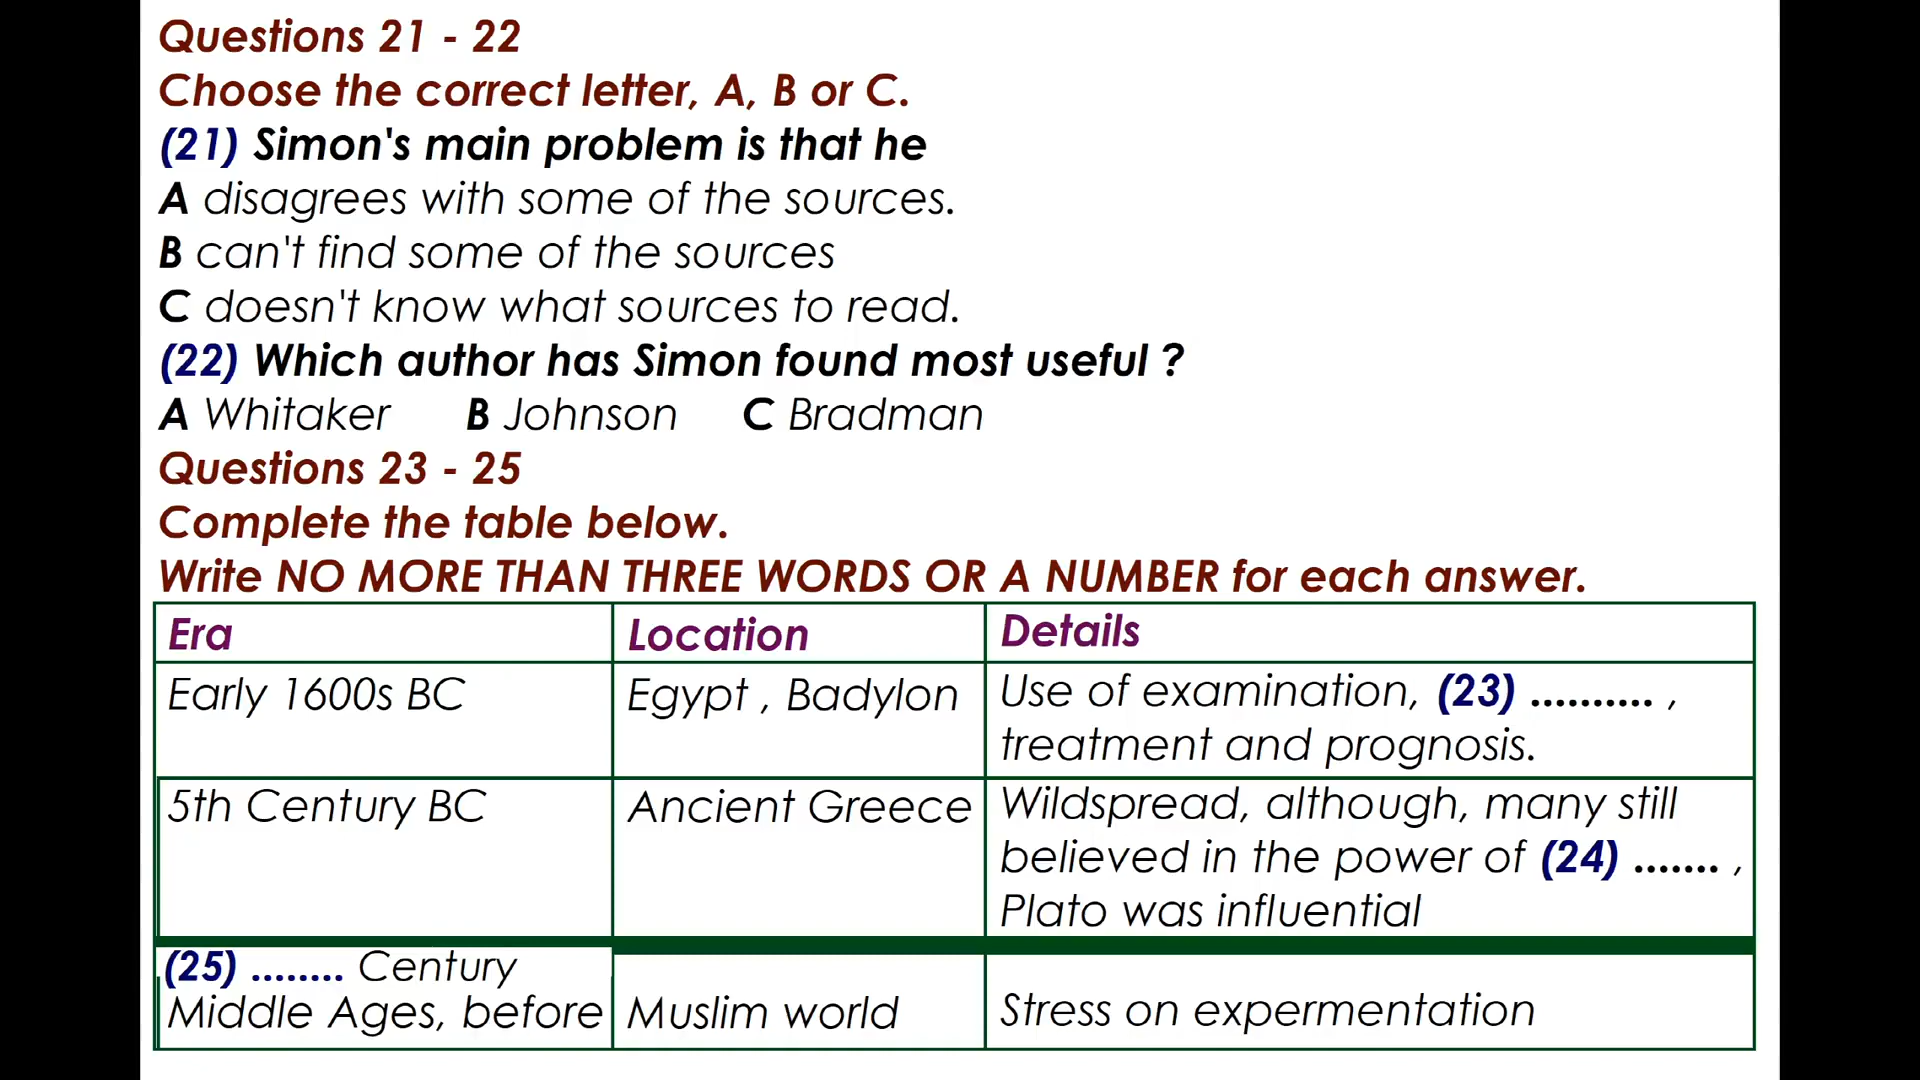 Questions 21 - 22
Choose the correct letter, A, B or C.
(21) Simon's main problem is that he
A disagrees with some of the sources.
B can't find some of the sources
C doesn't know what sources to read.
(22) Which author has Simon found most useful ?
A Whitaker B Johnson C Bradman
Questions 23 - 25
Complete the table below.
Write NO MORE THAN THREE WORDS OR A NUMBER for each answer.
Era Location Details
Early 1600s BC Egypt , Badylon Use of examination, (23) .......... ,
treatment and prognosis.
5th Century BC Ancient Greece Wildspread, although, many still
believed in the power of (24) ....... ,
Plato was influential
(25) ........ Century
Middle Ages, before Muslim world Stress on expermentation